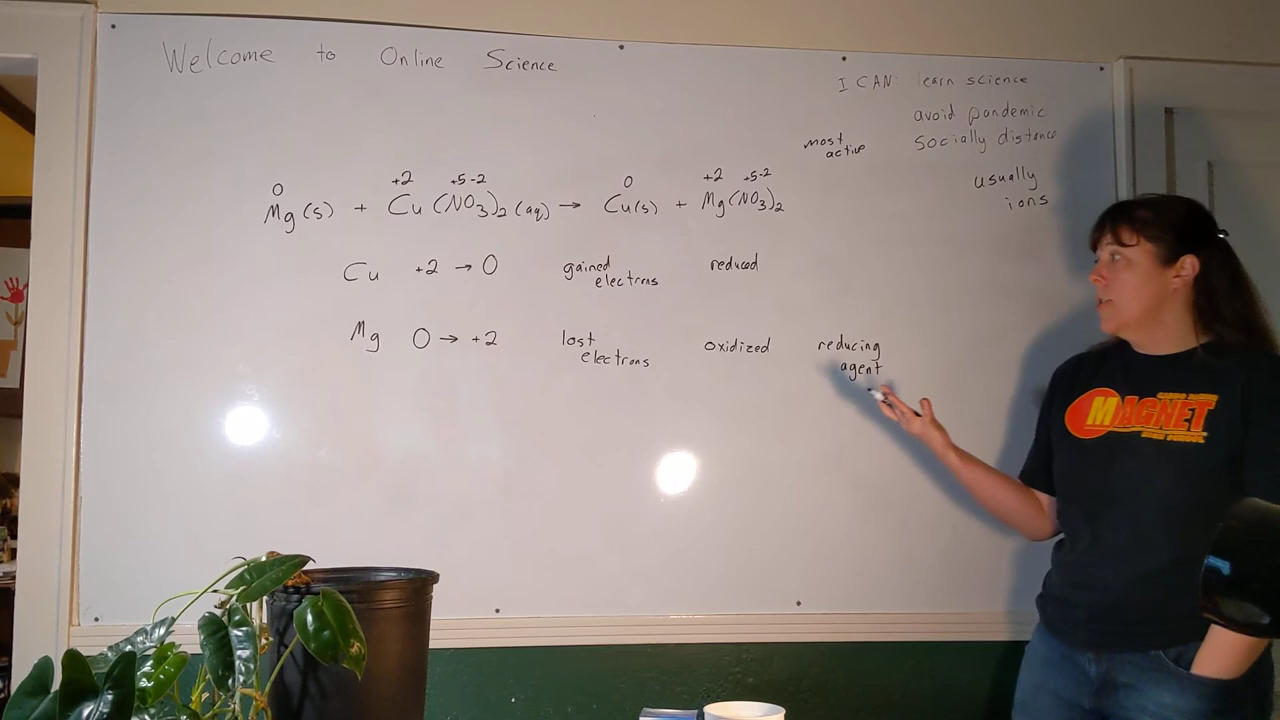 Welcome to Online Science
I CAN: learn science
avoid pandemic
socially distance
most
active
usually
ions
0 +2 +5-2 0 +2 +5-2
Mg(s) + Cu(NO3)2(aq) → Cu(s) + Mg(NO3)2
Cu +2 → 0 gained
electrons reduced
Mg 0 → +2 lost
electrons oxidized reducing
agent
MAGNET